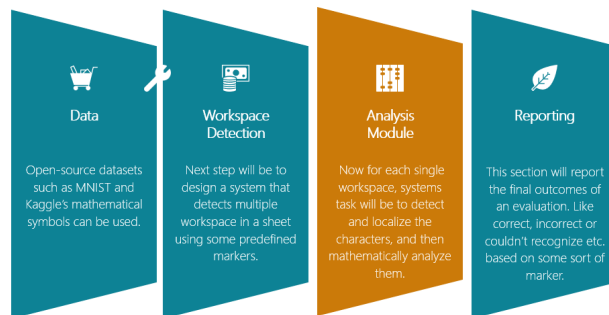 Data
Open-source datasets
such as MNIST and
Kaggle's mathematical
symbols can be used.
Workspace
Detection
Next step will be to
design a system that
detects multiple
workspace in a sheet
using some predefined
markers.
Analysis
Module
Now for each single
workspace, systems
task will be to detect
and localize the
characters, and then
mathematically analyze
them.
Reporting
This section will report
the final outcomes of
an evaluation. Like
correct, incorrect or
couldn't recognize etc.
based on some sort of
marker.